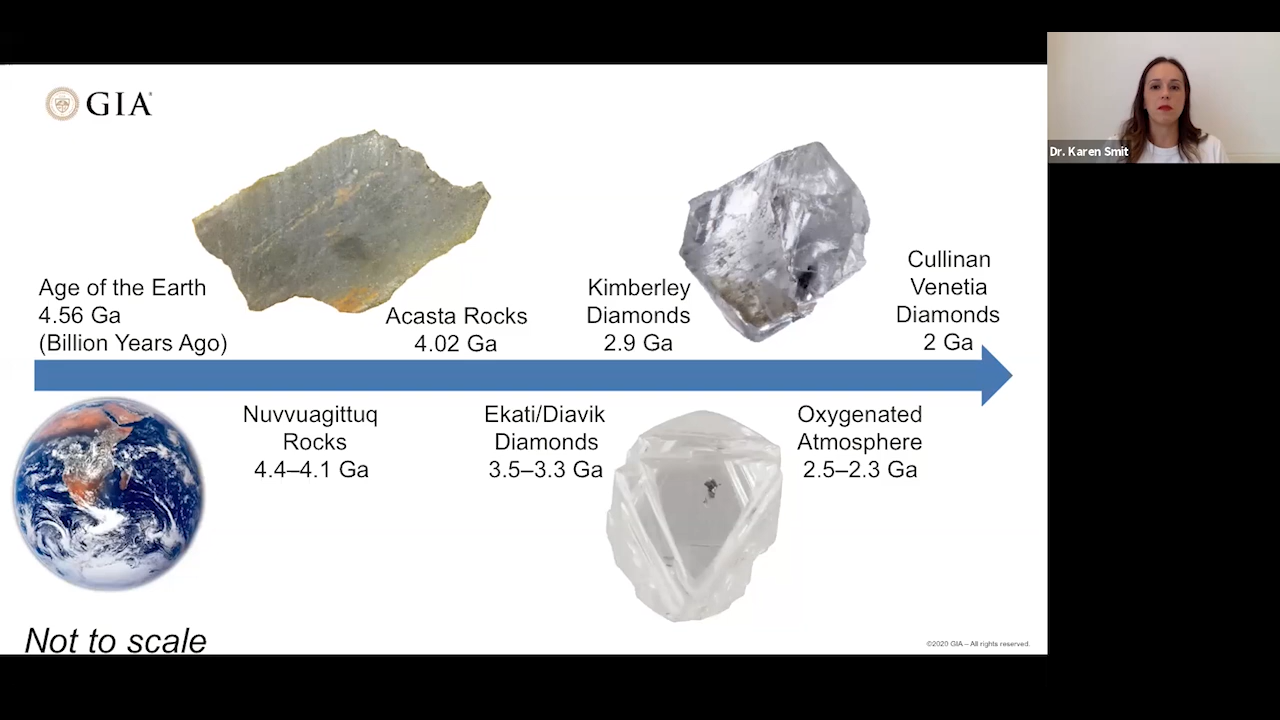 GIA
Dr. Karen Smit
Age of the Earth
4.56 Ga
(Billion Years Ago)
Acasta Rocks
4.02 Ga
Kimberley
Diamonds
2.9 Ga
Cullinan
Venetia
Diamonds
2 Ga
Nuvvuagittuq
Rocks
4.4–4.1 Ga
Ekati/Diavik
Diamonds
3.5–3.3 Ga
Oxygenated
Atmosphere
2.5–2.3 Ga
Not to scale
©2020 GIA – All rights reserved.